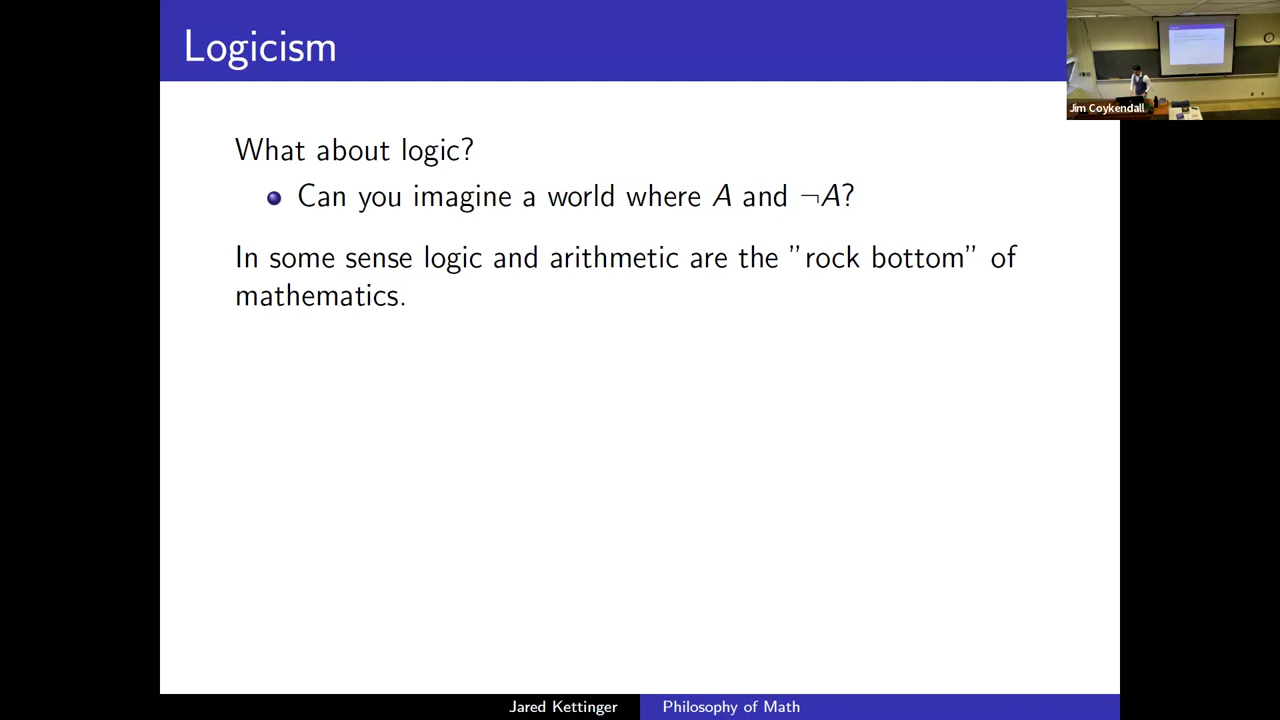 Logicism
Jim Coykendall
What about logic?
Can you imagine a world where A and ¬A?
In some sense logic and arithmetic are the ”rock bottom” of
mathematics.
Jared Kettinger
Philosophy of Math